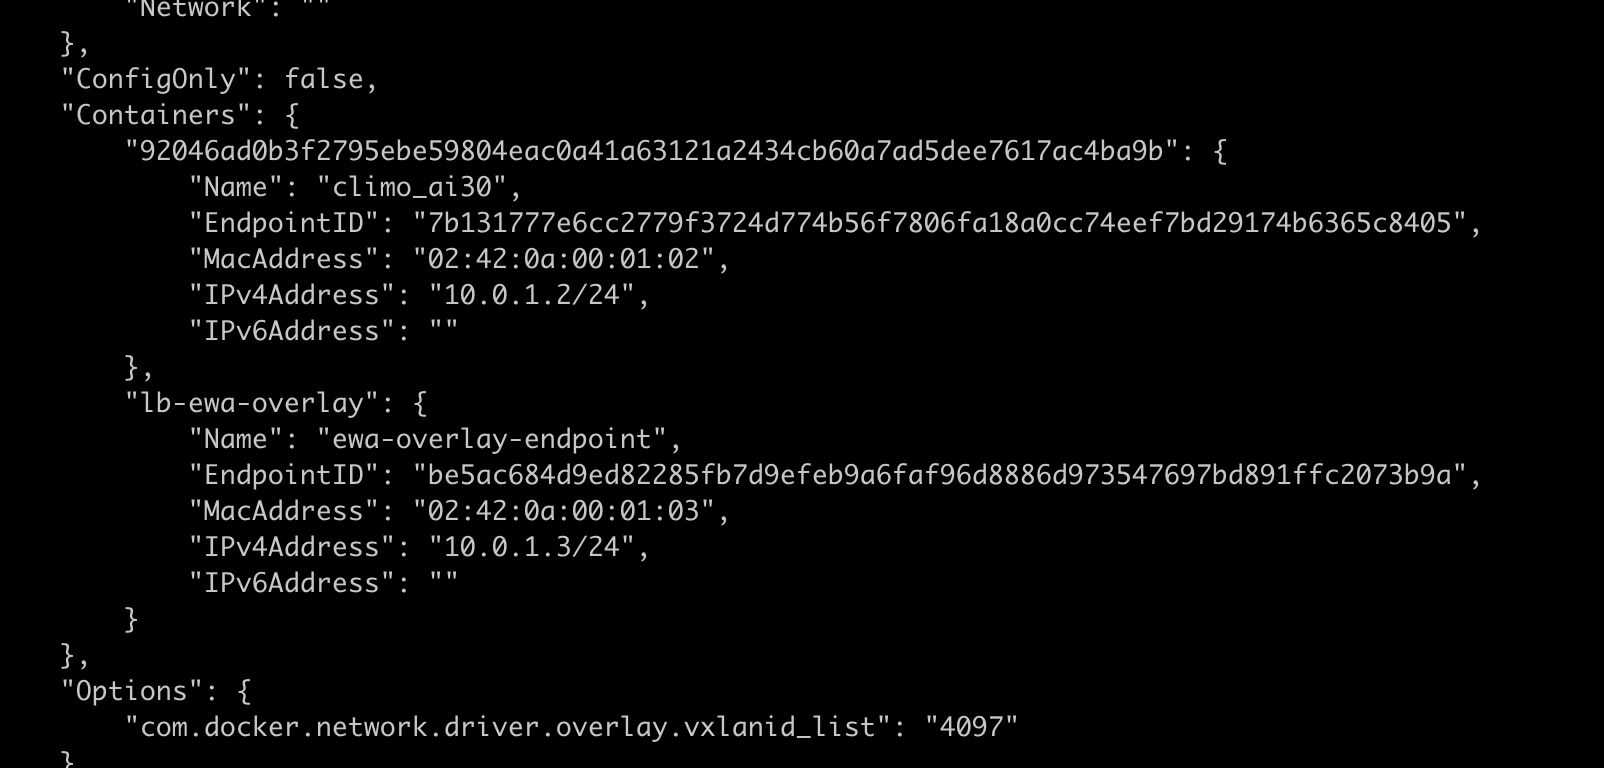 "Network": ""
},
"ConfigOnly": false,
"Containers": {
"92046ad0b3f2795ebe59804eac0a41a63121a2434cb60a7ad5dee7617ac4ba9b": {
"Name": "climo_ai30",
"EndpointID": "7b131777e6cc2779f3724d774b56f7806fa18a0cc74eef7bd29174b6365c8405",
"MacAddress": "02:42:0a:00:01:02",
"IPv4Address": "10.0.1.2/24",
"IPv6Address": ""
},
"lb-ewa-overlay": {
"Name": "ewa-overlay-endpoint",
"EndpointID": "be5ac684d9ed82285fb7d9efeb9a6faf96d8886d973547697bd891ffc2073b9a",
"MacAddress": "02:42:0a:00:01:03",
"IPv4Address": "10.0.1.3/24",
"IPv6Address": ""
}
},
"Options": {
"com.docker.network.driver.overlay.vxlanid_list": "4097"
}